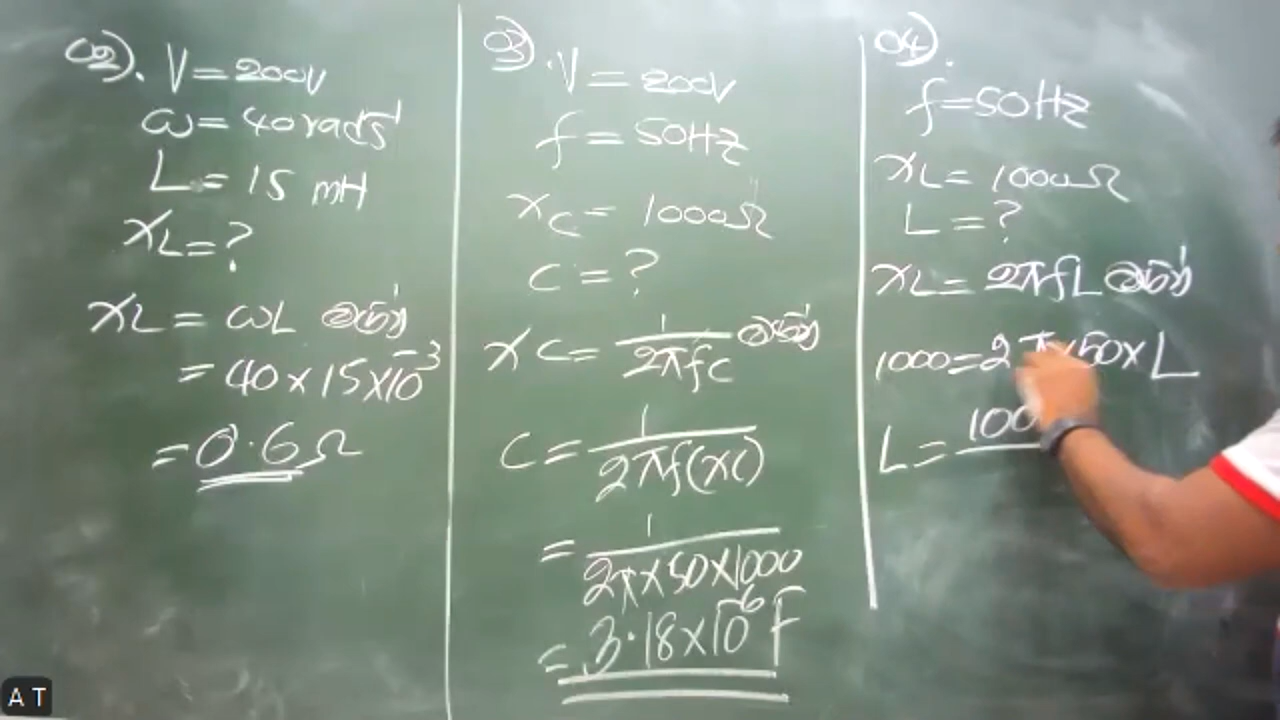 02).
V = 200V
ω = 40 rads⁻¹
L = 15 mH
XL = ?
XL = ωL මගින්
= 40 × 15 × 10⁻³
= 0.6 Ω
03).
V = 200V
f = 50Hz
XC = 1000Ω
C = ?
XC = 1/2πfC මගින්
C = 1/2πf(XC)
= 1/2π×50×1000
= 3.18×10⁻⁶ F
04).
f = 50Hz
XL = 1000Ω
L = ?
XL = 2πfL මගින්
1000 = 2π×50×L
L = 100
A T